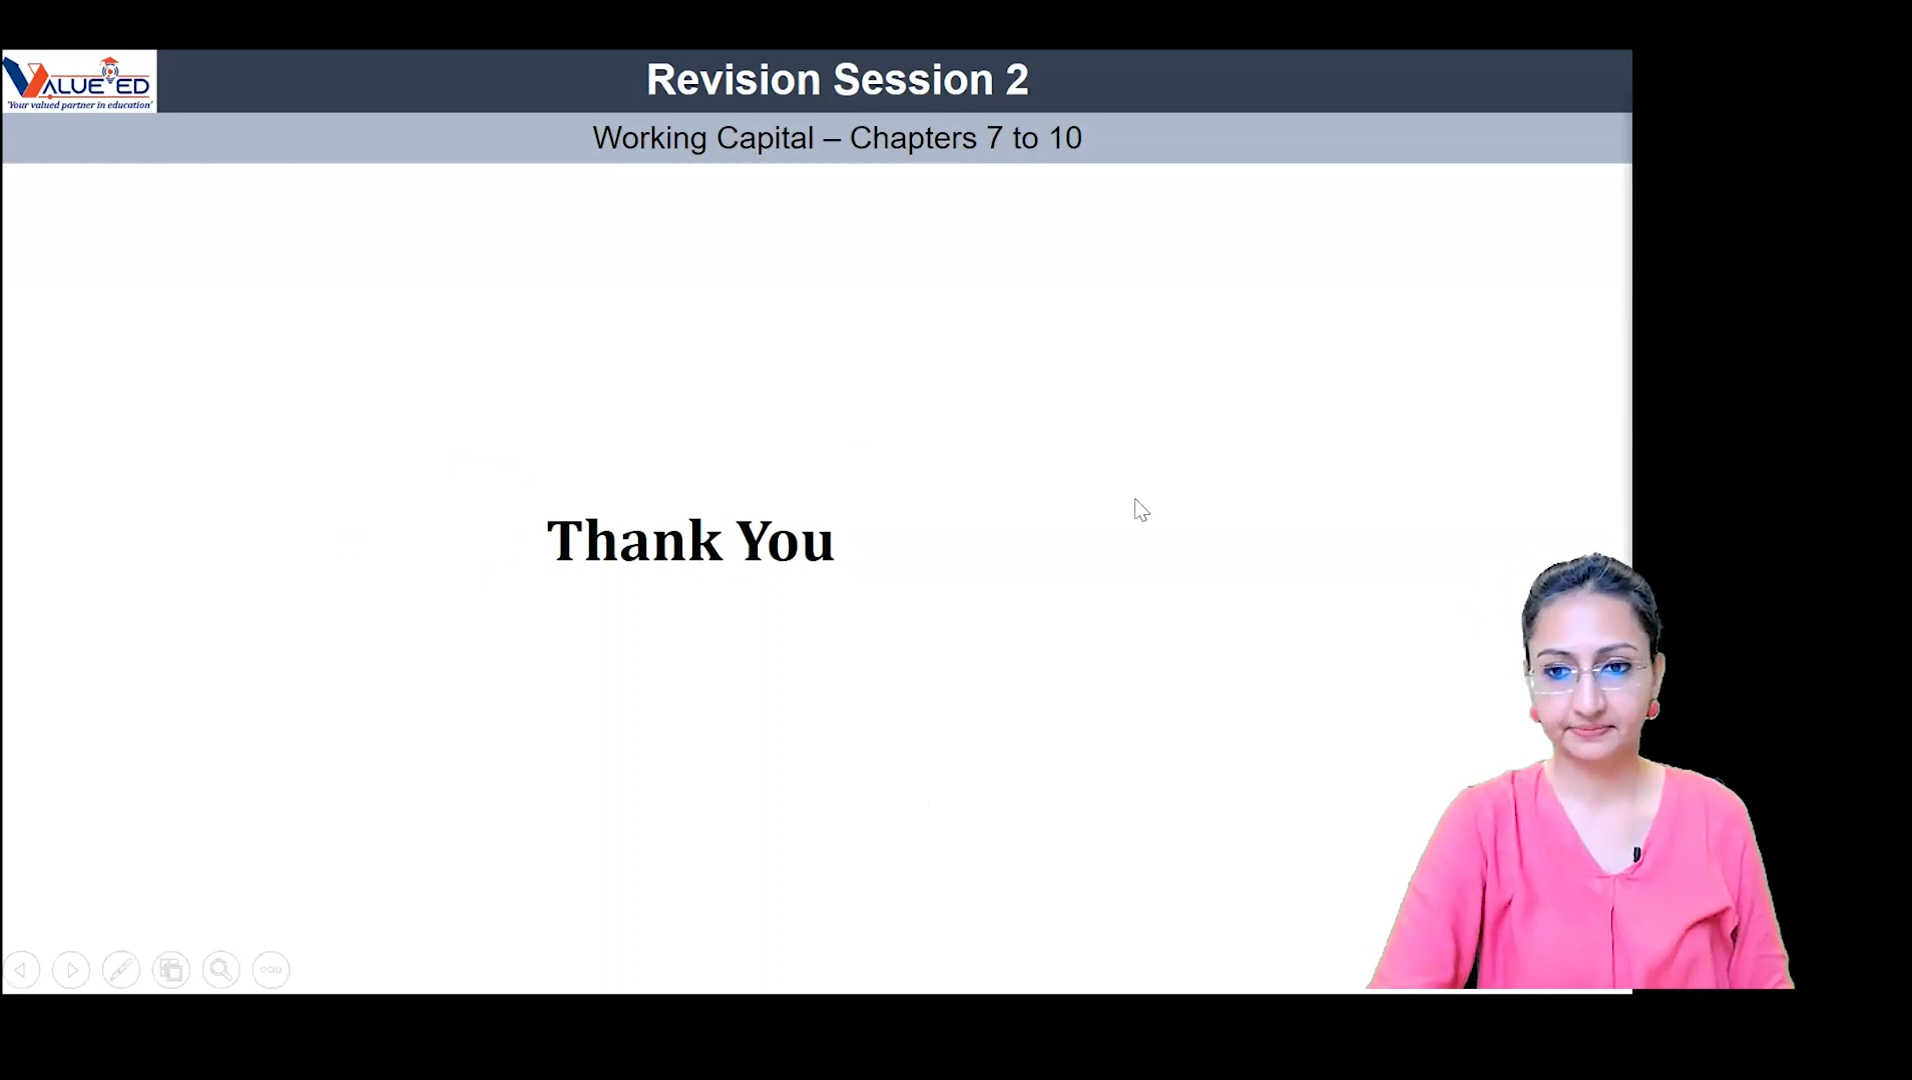 VALUE ED
'Your valued partner in education'
Revision Session 2
Working Capital – Chapters 7 to 10
Thank You